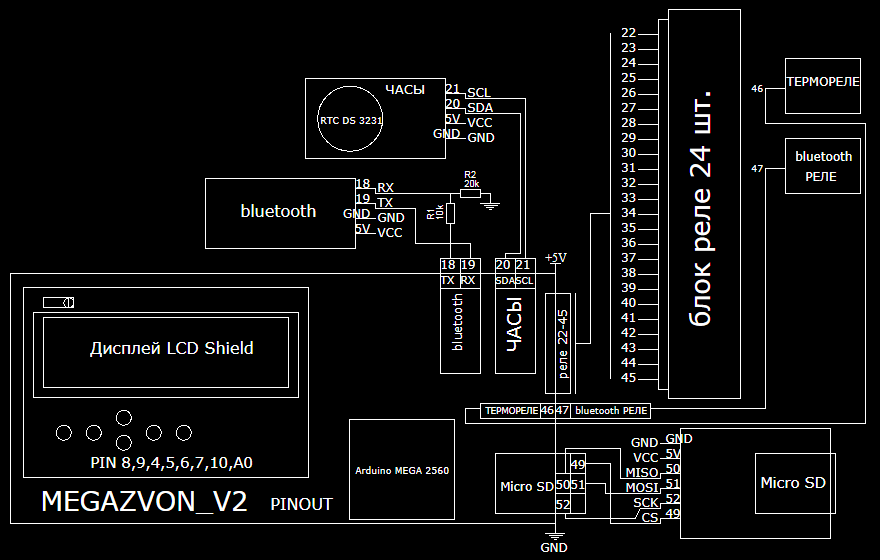 22
23
24
25
26
27
28
29
30
31
32
33
34
35
36
37
38
39
40
41
42
43
44
45
блок реле 24 шт.
46
ТЕРМОРЕЛЕ
47
bluetooth
РЕЛЕ
ЧАСЫ
RTC DS 3231
21 SCL
20 SDA
5V VCC
GND GND
bluetooth
18 RX
19 TX
GND GND
5V VCC
R2
20k
R1
10k
18 19
TX RX
bluetooth
20 21
SDA SCL
ЧАСЫ
+5V
реле 22-45
Дисплей LCD Shield
PIN 8,9,4,5,6,7,10,A0
MEGAZVON_V2 PINOUT
Arduino MEGA 2560
ТЕРМОРЕЛЕ 46 47 bluetooth РЕЛЕ
Micro SD
49
50 51
52
GND
GND GND
VCC 5V
MISO 50
MOSI 51
SCK 52
CS 49
Micro SD